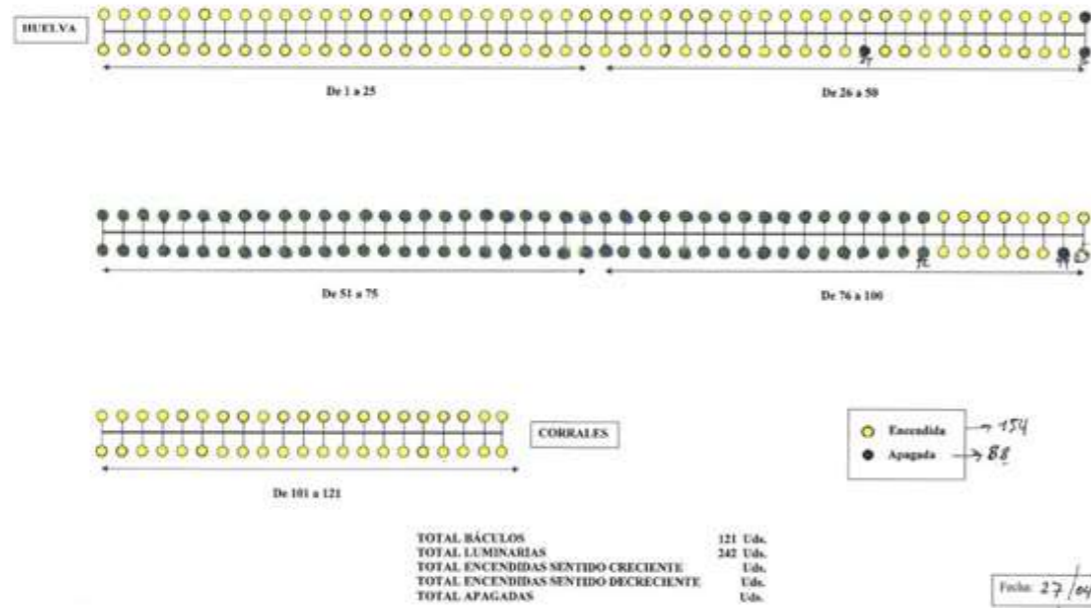 HUELVA
De 1 a 25
De 26 a 50
De 51 a 75
De 76 a 100
CORRALES
Encendida → 154
Apagada → 88
De 101 a 121
TOTAL BÁCULOS 121 Uds.
TOTAL LUMINARIAS 242 Uds.
TOTAL ENCENDIDAS SENTIDO CRECIENTE Uds.
TOTAL ENCENDIDAS SENTIDO DECRECIENTE Uds.
TOTAL APAGADAS Uds.
Fecha: 27/